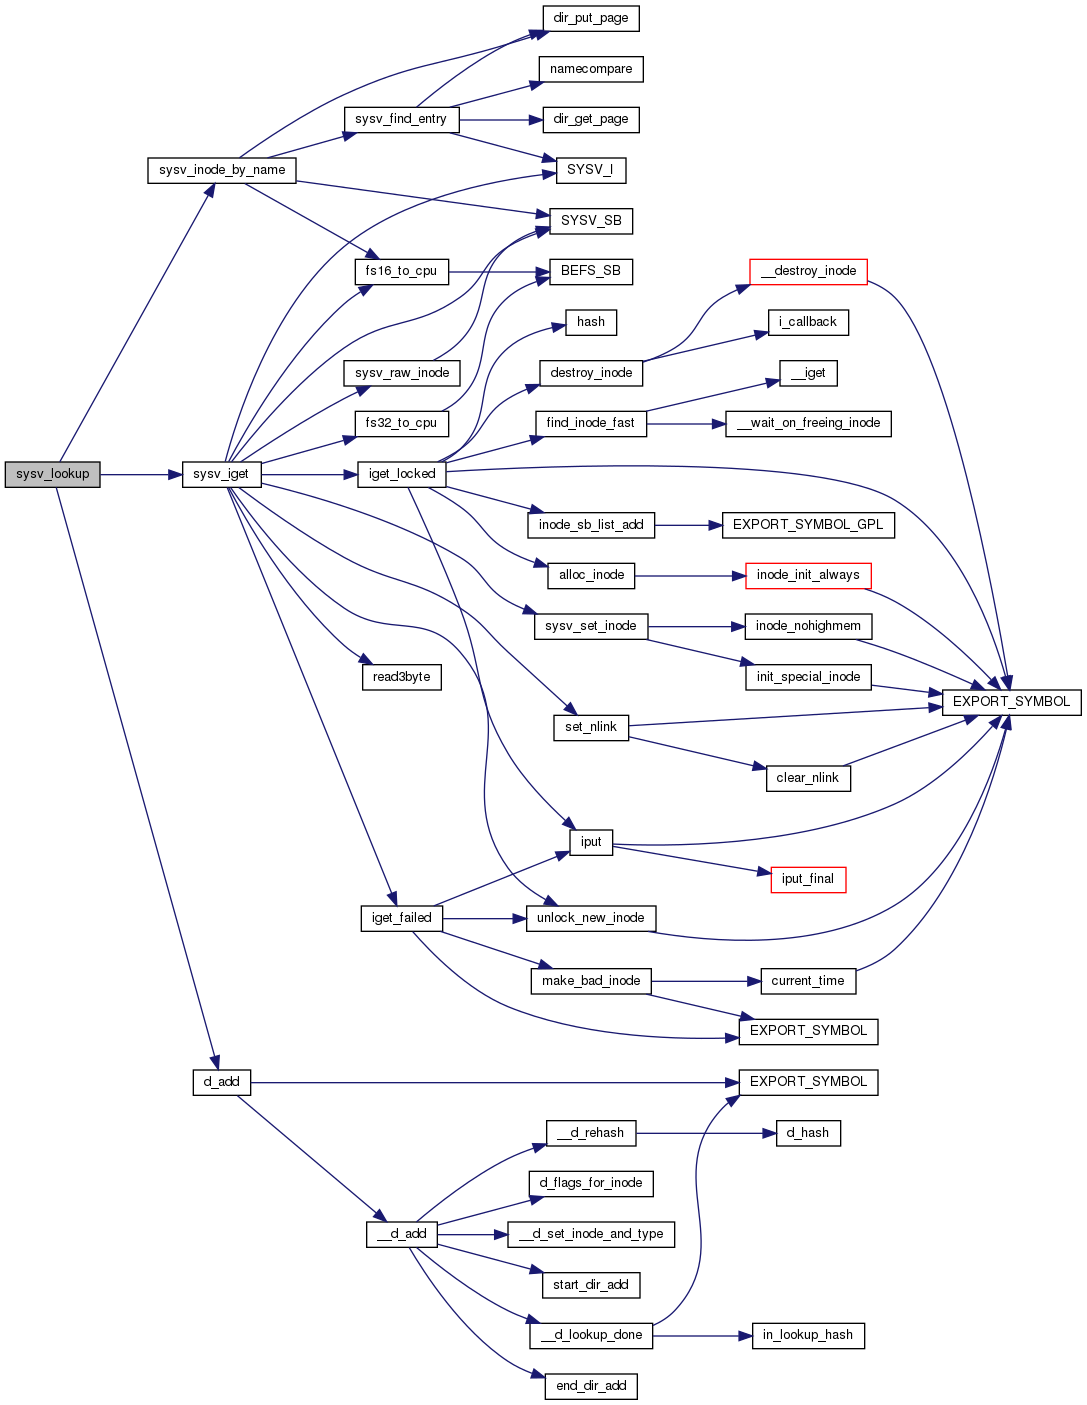 dir_put_page
namecompare
sysv_find_entry
dir_get_page
sysv_inode_by_name
SYSV_I
SYSV_SB
fs16_to_cpu
BEFS_SB
__destroy_inode
hash
i_callback
sysv_raw_inode
destroy_inode
__iget
fs32_to_cpu
find_inode_fast
__wait_on_freeing_inode
sysv_lookup
sysv_iget
iget_locked
inode_sb_list_add
EXPORT_SYMBOL_GPL
alloc_inode
inode_init_always
sysv_set_inode
inode_nohighmem
read3byte
init_special_inode
EXPORT_SYMBOL
set_nlink
clear_nlink
iput
iput_final
iget_failed
unlock_new_inode
make_bad_inode
current_time
EXPORT_SYMBOL
d_add
EXPORT_SYMBOL
__d_rehash
d_hash
d_flags_for_inode
__d_add
__d_set_inode_and_type
start_dir_add
__d_lookup_done
in_lookup_hash
end_dir_add